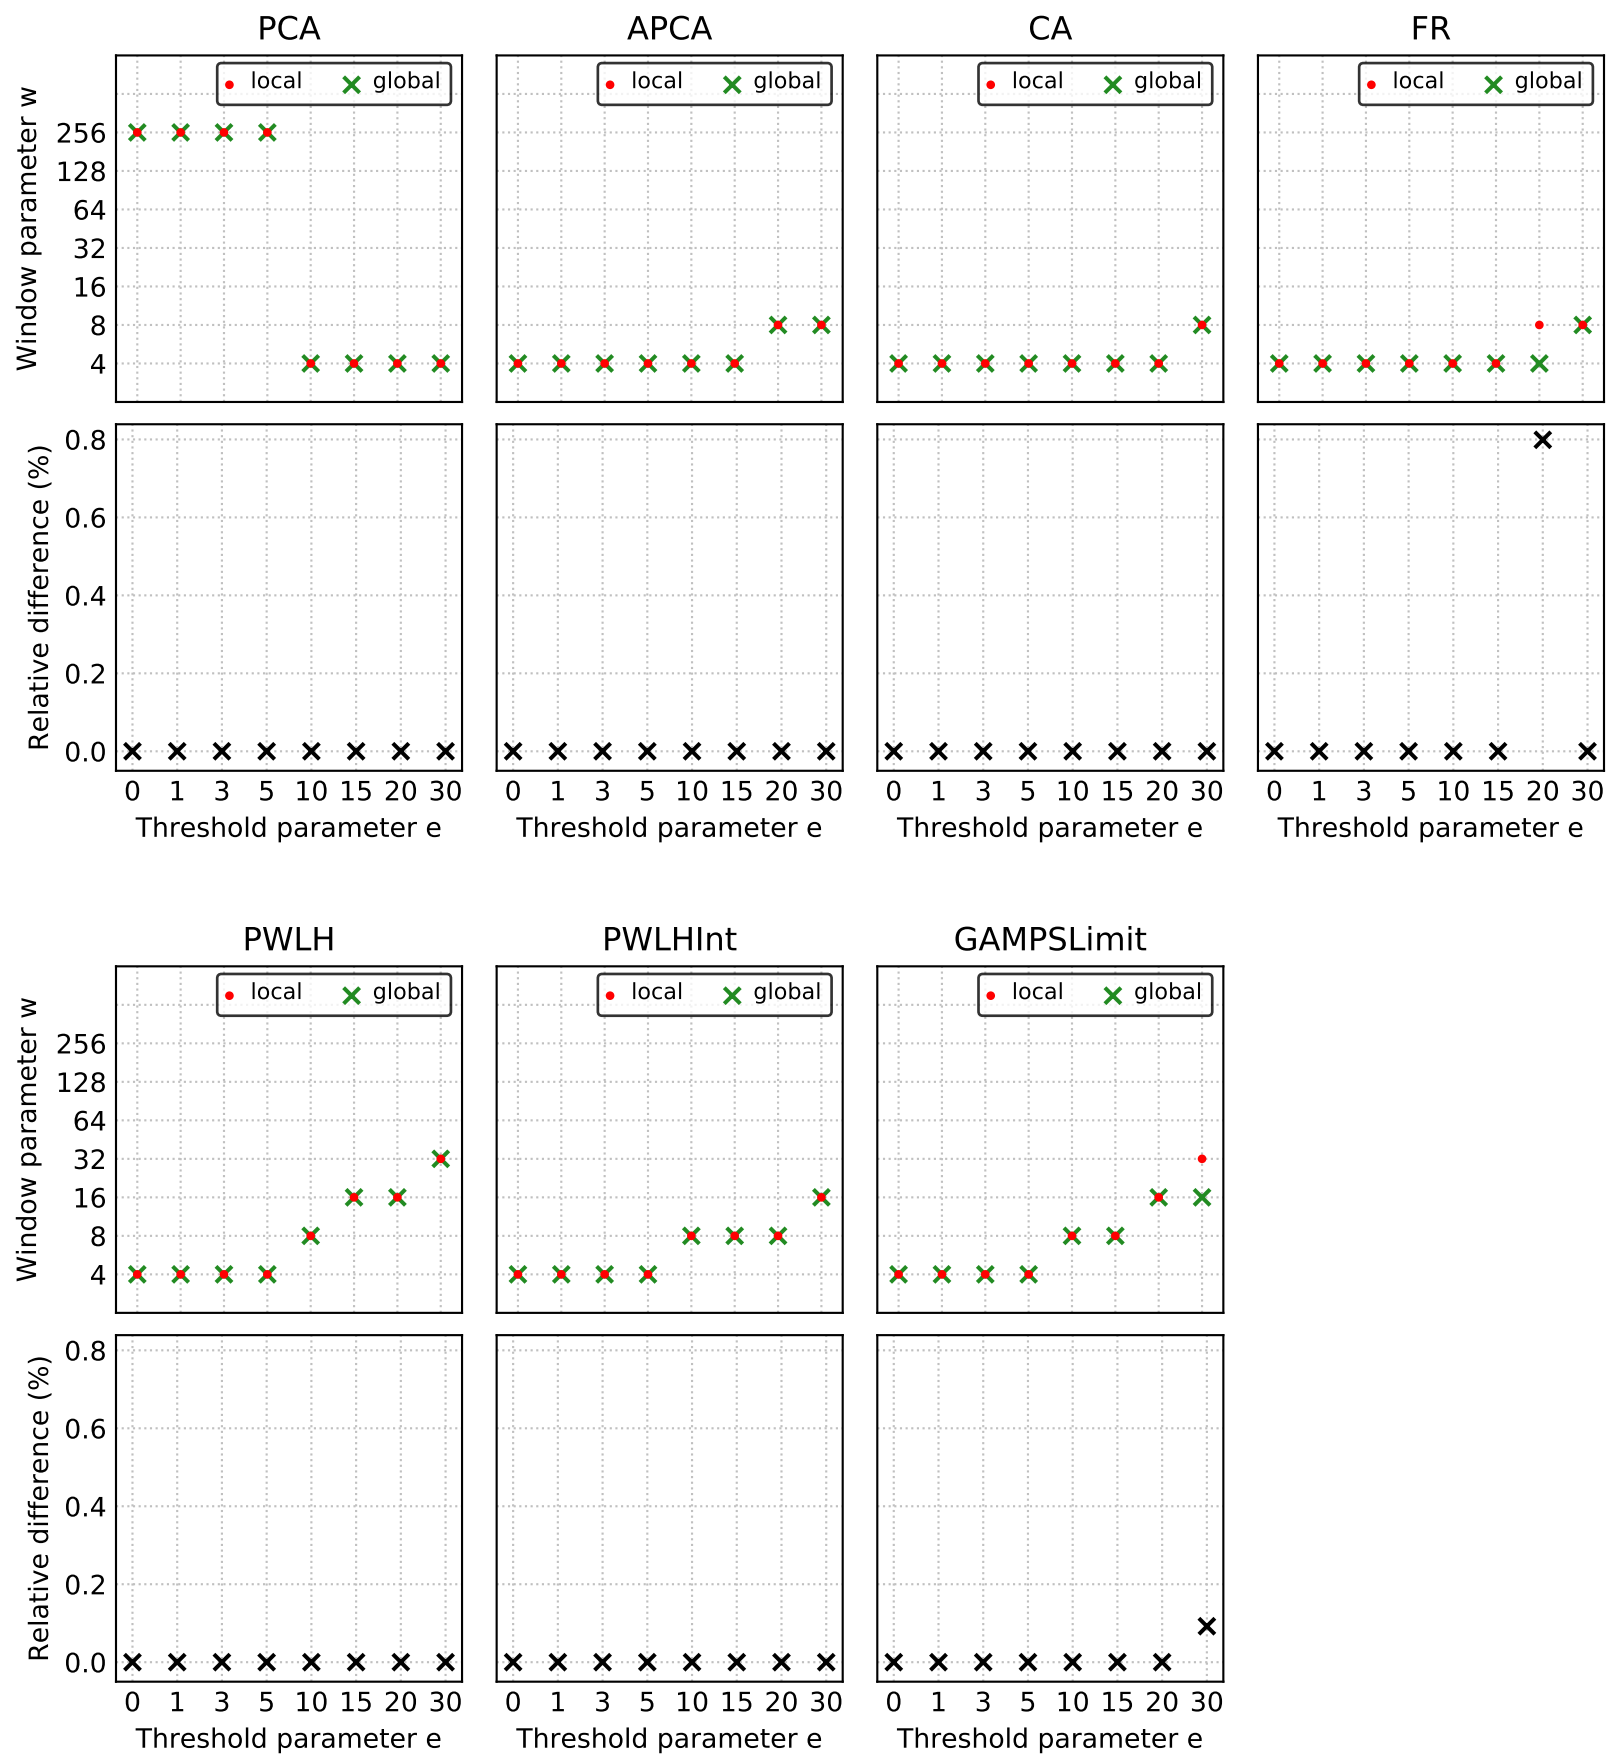 PCA APCA CA FR
local global local global local global local global
Window parameter w
256
128
64
32
16
8
4
Relative difference (%)
0.8
0.6
0.4
0.2
0.0
0 1 3 5 10 15 20 30 0 1 3 5 10 15 20 30 0 1 3 5 10 15 20 30 0 1 3 5 10 15 20 30
Threshold parameter e Threshold parameter e Threshold parameter e Threshold parameter e
PWLH PWLHInt GAMPSLimit
local global local global local global
Window parameter w
256
128
64
32
16
8
4
Relative difference (%)
0.8
0.6
0.4
0.2
0.0
0 1 3 5 10 15 20 30 0 1 3 5 10 15 20 30 0 1 3 5 10 15 20 30
Threshold parameter e Threshold parameter e Threshold parameter e